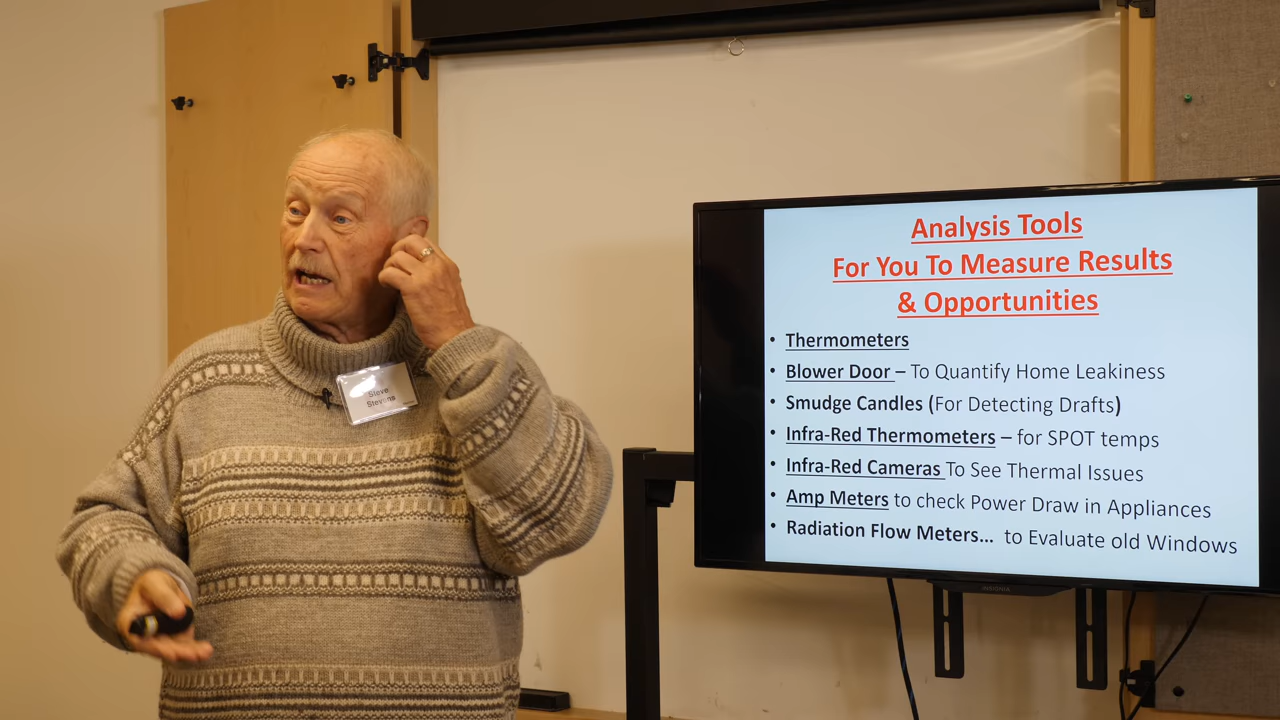 Steve
Stevens
Analysis Tools
For You To Measure Results
& Opportunities
• Thermometers
• Blower Door – To Quantify Home Leakiness
• Smudge Candles (For Detecting Drafts)
• Infra-Red Thermometers – for SPOT temps
• Infra-Red Cameras To See Thermal Issues
• Amp Meters to check Power Draw in Appliances
• Radiation Flow Meters... to Evaluate old Windows
INSIGNIA